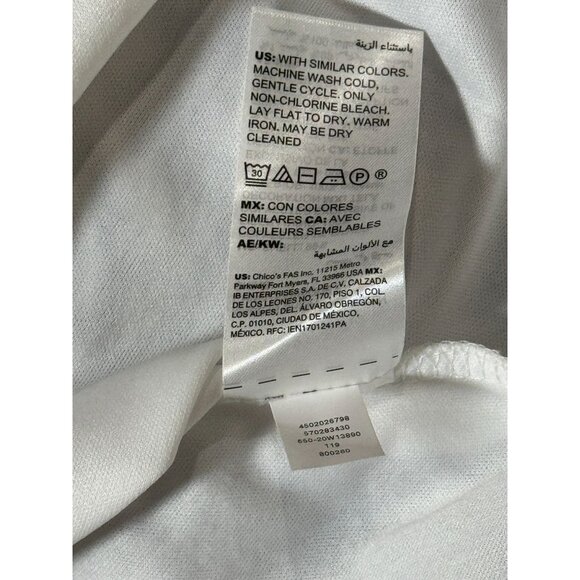 باستثناء الزينة
US: WITH SIMILAR COLORS.
MACHINE WASH COLD,
GENTLE CYCLE. ONLY
NON-CHLORINE BLEACH.
LAY FLAT TO DRY. WARM
IRON. MAY BE DRY
CLEANED
30 P ®
MX: CON COLORES
SIMILARES CA: AVEC
COULEURS SEMBLABLES
AE/KW: مع الألوان المشابهة
US: Chico's FAS Inc. 11215 Metro
Parkway Fort Myers, FL 33966 USA MX:
IB ENTERPRISES S.A. DE C.V, CALZADA
DE LOS LEONES NO. 170, PISO 1, COL.
LOS ALPES, DEL. ÁLVARO OBREGÓN,
C.P. 01010, CIUDAD DE MÉXICO,
MÉXICO. RFC: IEN1701241PA
4502026798
570283430
650-20W12890
119
800260